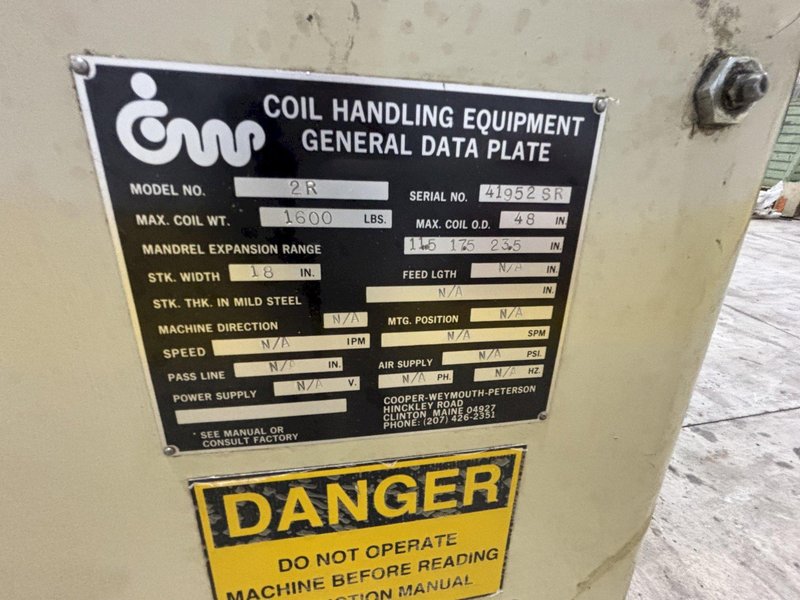 cwp COIL HANDLING EQUIPMENT
GENERAL DATA PLATE
MODEL NO. 2R SERIAL NO. 41952 SR
MAX. COIL WT. 1600 LBS. MAX. COIL O.D. 48 IN.
MANDREL EXPANSION RANGE 11.5 17.5 23.5 IN.
STK. WIDTH 18 IN. FEED LGTH N/A IN.
STK. THK. IN MILD STEEL N/A IN.
MACHINE DIRECTION N/A MTG. POSITION N/A
SPEED N/A IPM N/A SPM
PASS LINE N/A IN. AIR SUPPLY N/A PSI.
POWER SUPPLY N/A V. N/A PH. N/A HZ.
*SEE MANUAL OR
CONSULT FACTORY
COOPER-WEYMOUTH-PETERSON
HINCKLEY ROAD
CLINTON, MAINE 04927
PHONE: (207) 426-2351
DANGER
DO NOT OPERATE
MACHINE BEFORE READING
MANUAL